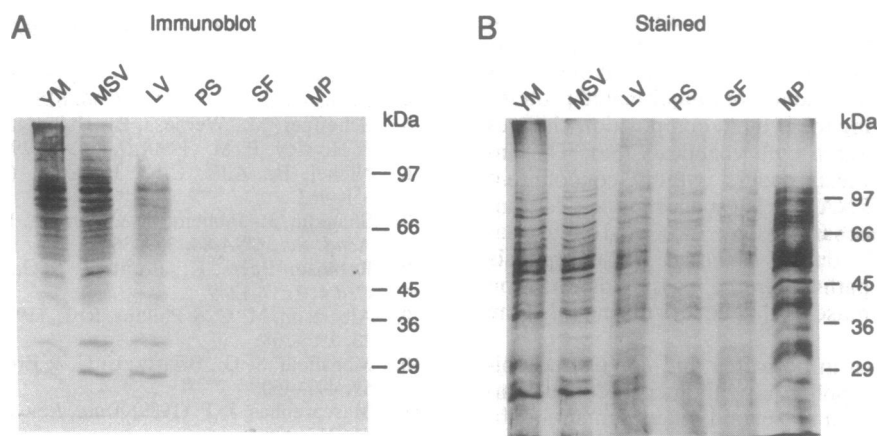 A
Immunoblot
YM MSV LV PS SF MP
kDa
97
66
45
36
29
B
Stained
YM MSV LV PS SF MP
kDa
97
66
45
36
29